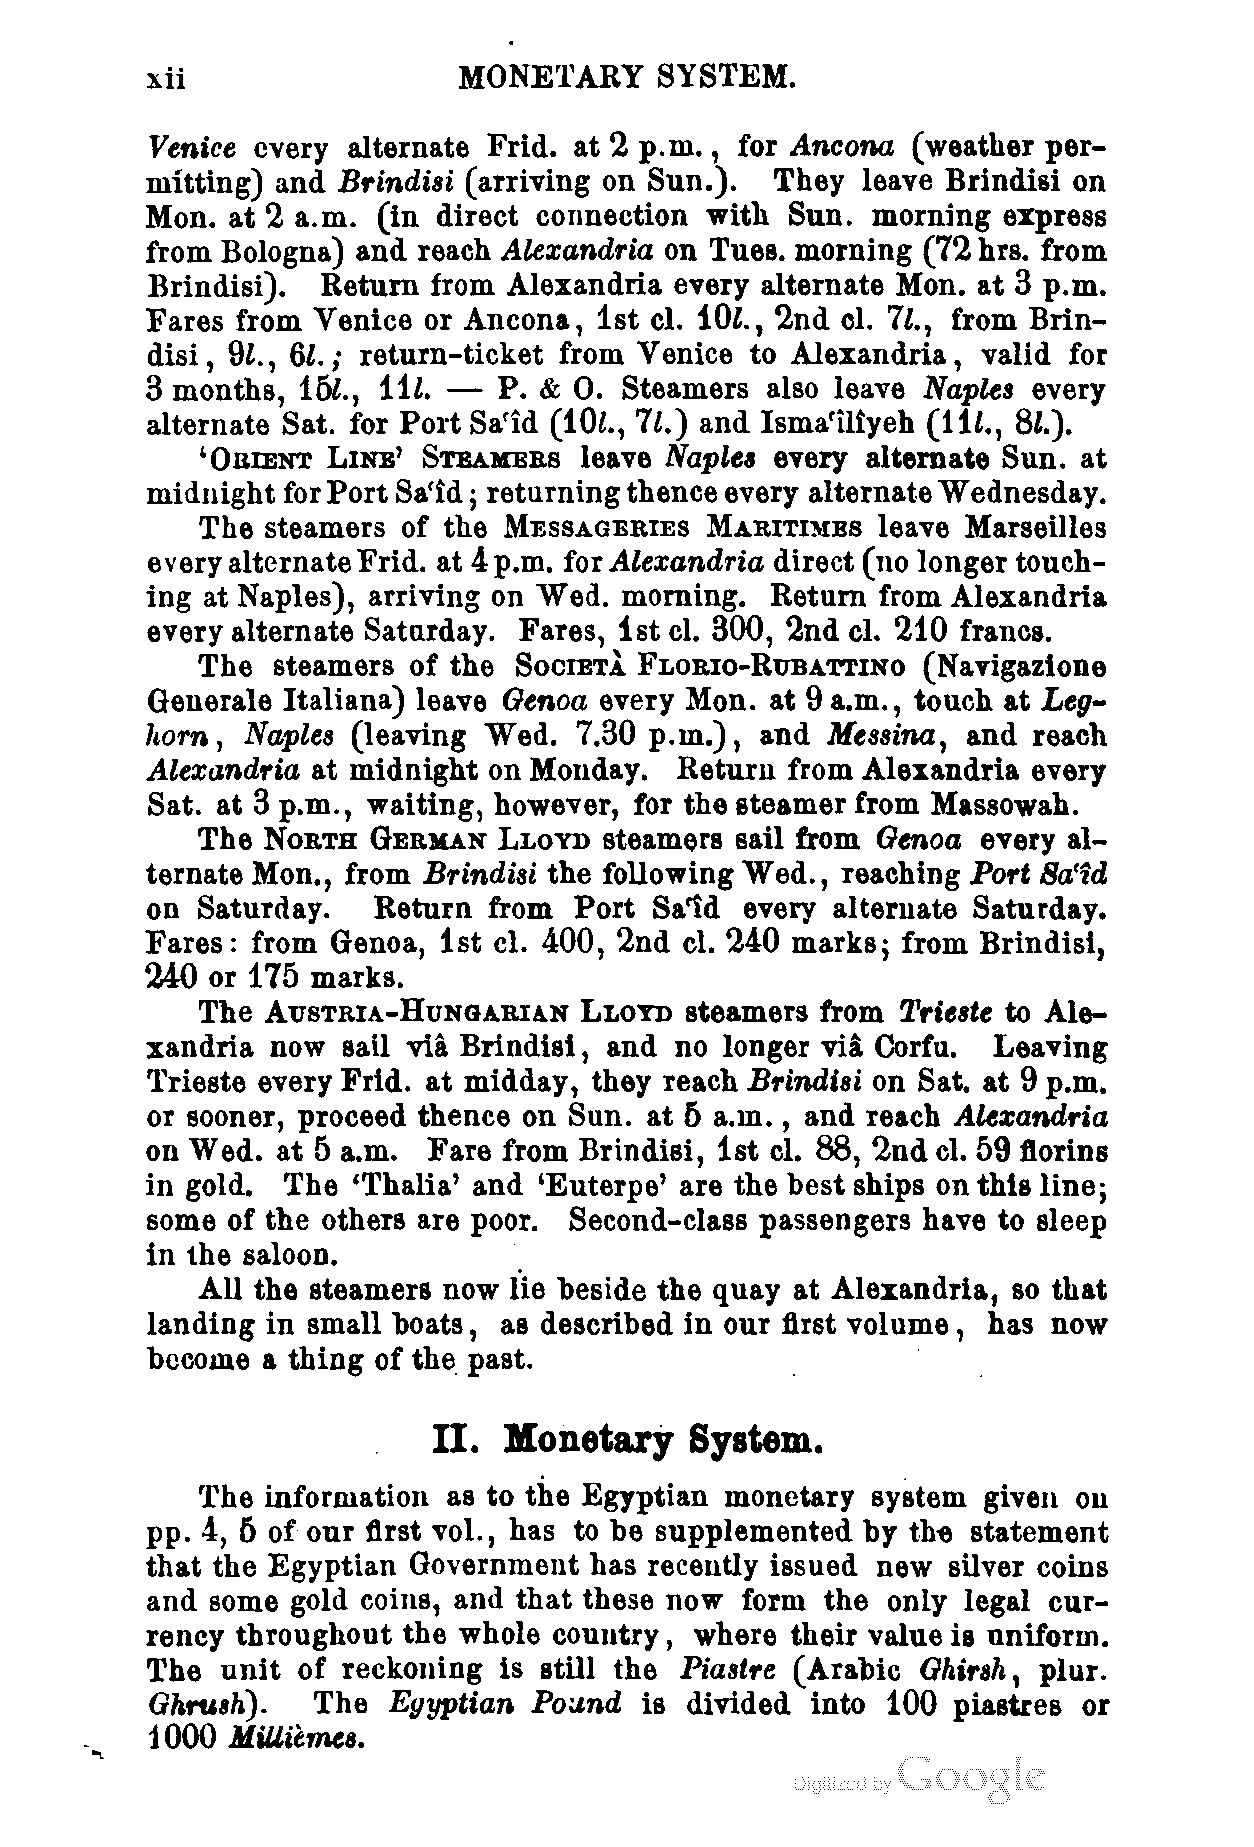 xii MONETARY SYSTEM.
Venice every alternate Frid. at 2 p.m., for Ancona (weather per-
mitting) and Brindisi (arriving on Sun.). They leave Brindisi on
Mon. at 2 a.m. (in direct connection with Sun. morning express
from Bologna) and reach Alexandria on Tues. morning (72 hrs. from
Brindisi). Return from Alexandria every alternate Mon. at 3 p.m.
Fares from Venice or Ancona, 1st cl. 10l., 2nd cl. 7l., from Brin-
disi, 9l., 6l.; return-ticket from Venice to Alexandria, valid for
3 months, 15l., 11l. — P. & O. Steamers also leave Naples every
alternate Sat. for Port Saʿîd (10l., 7l.) and Ismaʿîlîyeh (11l., 8l.).
‘ORIENT LINE’ STEAMERS leave Naples every alternate Sun. at
midnight for Port Saʿîd; returning thence every alternate Wednesday.
The steamers of the MESSAGERIES MARITIMES leave Marseilles
every alternate Frid. at 4 p.m. for Alexandria direct (no longer touch-
ing at Naples), arriving on Wed. morning. Return from Alexandria
every alternate Saturday. Fares, 1st cl. 300, 2nd cl. 210 francs.
The steamers of the SOCIETÀ FLORIO-RUBATTINO (Navigazione
Generale Italiana) leave Genoa every Mon. at 9 a.m., touch at Leg-
horn, Naples (leaving Wed. 7.30 p.m.), and Messina, and reach
Alexandria at midnight on Monday. Return from Alexandria every
Sat. at 3 p.m., waiting, however, for the steamer from Massowah.
The NORTH GERMAN LLOYD steamers sail from Genoa every al-
ternate Mon., from Brindisi the following Wed., reaching Port Saʿîd
on Saturday. Return from Port Saʿîd every alternate Saturday.
Fares: from Genoa, 1st cl. 400, 2nd cl. 240 marks; from Brindisi,
240 or 175 marks.
The AUSTRIA-HUNGARIAN LLOYD steamers from Trieste to Ale-
xandria now sail viâ Brindisi, and no longer viâ Corfu. Leaving
Trieste every Frid. at midday, they reach Brindisi on Sat. at 9 p.m.
or sooner, proceed thence on Sun. at 5 a.m., and reach Alexandria
on Wed. at 5 a.m. Fare from Brindisi, 1st cl. 88, 2nd cl. 59 florins
in gold. The ‘Thalia’ and ‘Euterpe’ are the best ships on this line;
some of the others are poor. Second-class passengers have to sleep
in the saloon.
All the steamers now lie beside the quay at Alexandria, so that
landing in small boats, as described in our first volume, has now
become a thing of the past.
II. Monetary System.
The information as to the Egyptian monetary system given on
pp. 4, 5 of our first vol., has to be supplemented by the statement
that the Egyptian Government has recently issued new silver coins
and some gold coins, and that these now form the only legal cur-
rency throughout the whole country, where their value is uniform.
The unit of reckoning is still the Piastre (Arabic Ghirsh, plur.
Ghrush). The Egyptian Pound is divided into 100 piastres or
1000 Millièmes.
Digitized by Google